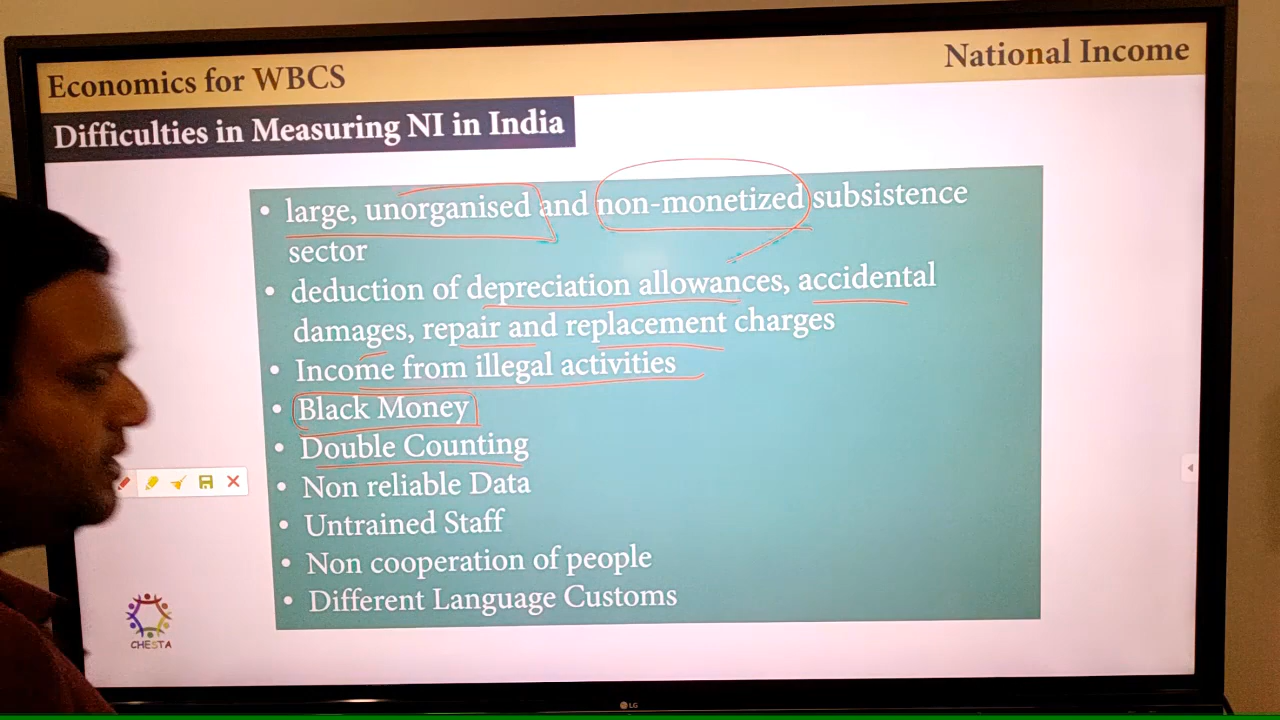 Economics for WBCS
National Income
Difficulties in Measuring NI in India
• large, unorganised and non-monetized subsistence
sector
• deduction of depreciation allowances, accidental
damages, repair and replacement charges
• Income from illegal activities
• Black Money
• Double Counting
• Non reliable Data
• Untrained Staff
• Non cooperation of people
• Different Language Customs
CHESTA
LG